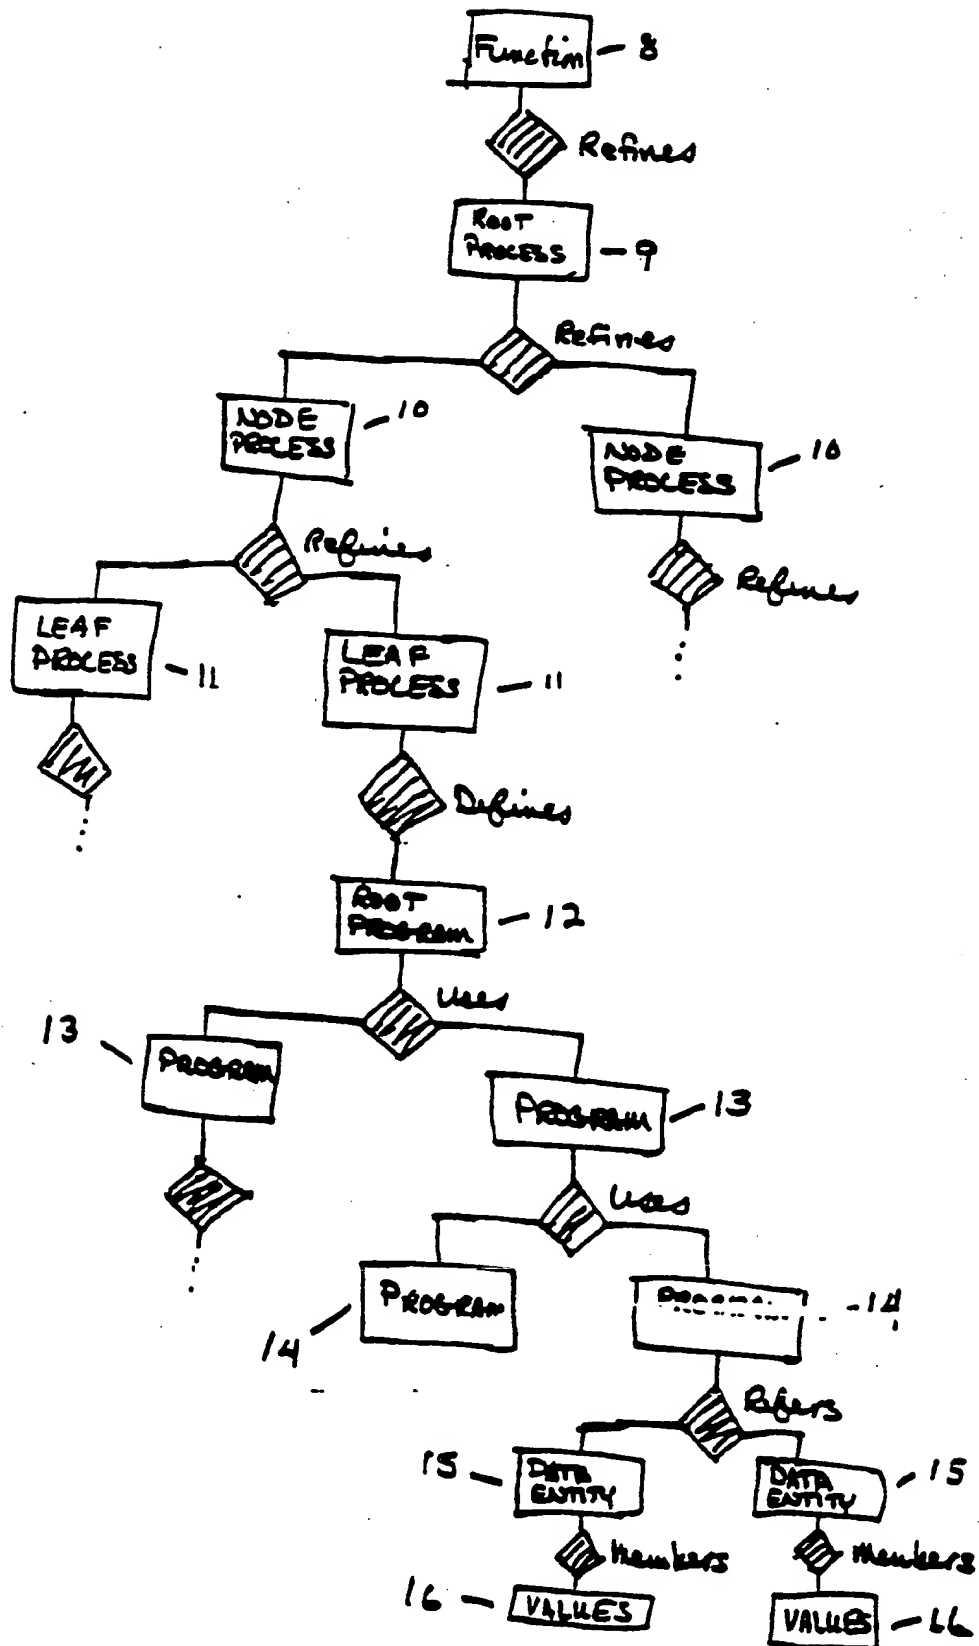 Function
8
Refines
ROOT
PROCESS
9
Refines
NODE
PROCESS
10
NODE
PROCESS
10
Refines
Refines
LEAF
PROCESS
11
LEAF
PROCESS
11
Defines
ROOT
PROGRAM
12
Uses
13
PROGRAM
PROGRAM
13
Uses
PROGRAM
14
14
Refers
15
DATA
ENTITY
DATA
ENTITY
15
Members
Members
16
VALUES
VALUES
16